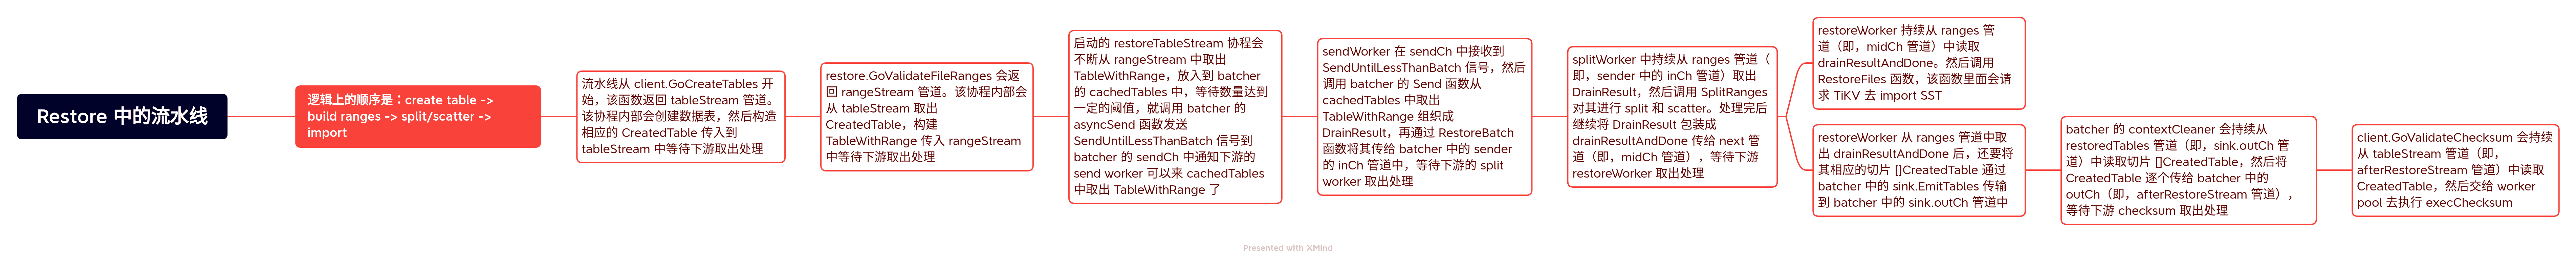 Restore 中的流水线
逻辑上的顺序是：create table ->
build ranges -> split/scatter ->
import
流水线从 client.GoCreateTables 开
始，该函数返回 tableStream 管道。
该协程内部会创建数据表，然后构造
相应的 CreatedTable 传入到
tableStream 中等待下游取出处理
restore.GoValidateFileRanges 会返
回 rangeStream 管道。该协程内部会
从 tableStream 取出
CreatedTable，构建
TableWithRange 传入 rangeStream
中等待下游取出处理
启动的 restoreTableStream 协程会
不断从 rangeStream 中取出
TableWithRange，放入到 batcher
的 cachedTables 中，等待数量达到
一定的阈值，就调用 batcher 的
asyncSend 函数发送
SendUntilLessThanBatch 信号到
batcher 的 sendCh 中通知下游的
send worker 可以来 cachedTables
中取出 TableWithRange 了
sendWorker 在 sendCh 中接收到
SendUntilLessThanBatch 信号，然后
调用 batcher 的 Send 函数从
cachedTables 中取出
TableWithRange 组织成
DrainResult，再通过 RestoreBatch
函数将其传给 batcher 中的 sender
的 inCh 管道中，等待下游的 split
worker 取出处理
splitWorker 中持续从 ranges 管道（
即，sender 中的 inCh 管道）取出
DrainResult，然后调用 SplitRanges
对其进行 split 和 scatter。处理完后
继续将 DrainResult 包装成
drainResultAndDone 传给 next 管
道（即，midCh 管道），等待下游
restoreWorker 取出处理
restoreWorker 持续从 ranges 管
道（即，midCh 管道）中读取
drainResultAndDone。然后调用
RestoreFiles 函数，该函数里面会请
求 TiKV 去 import SST
restoreWorker 从 ranges 管道中取
出 drainResultAndDone 后，还要将
其相应的切片 []CreatedTable 通过
batcher 中的 sink.EmitTables 传输
到 batcher 中的 sink.outCh 管道中
batcher 的 contextCleaner 会持续从
restoredTables 管道（即，sink.outCh 管
道）中读取切片 []CreatedTable，然后将
CreatedTable 逐个传给 batcher 中的
outCh（即，afterRestoreStream 管道），
等待下游 checksum 取出处理
client.GoValidateChecksum 会持续
从 tableStream 管道（即，
afterRestoreStream 管道）中读取
CreatedTable，然后交给 worker
pool 去执行 execChecksum
Presented with XMind